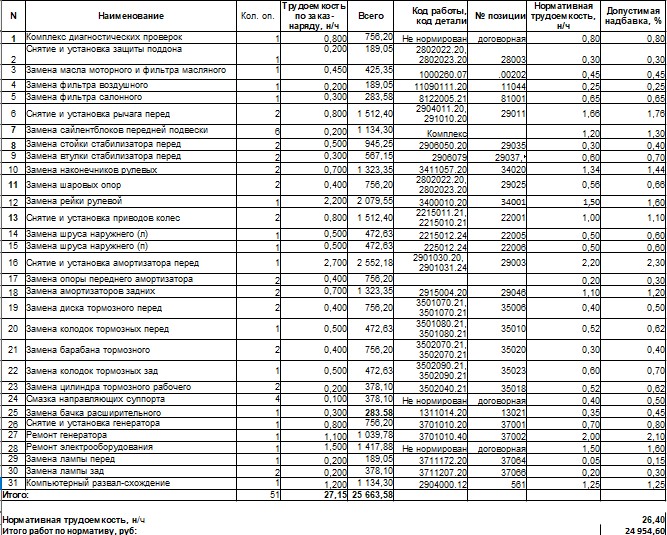 N Наименование Кол. оп. Трудоем кость по заказ-наряду, н/ч Всего Код работы, код детали № позиции Нормативная трудоемкость, н/ч Допустимая надбавка, %
1 Комплекс диагностических проверок 1 0,800 756,20 Не нормирован договорная 0,80 0,80
2 Снятие и установка защиты поддона 1 0,200 189,05 2802022.20, 2802023.20 28003 0,30 0,30
3 Замена масла моторного и фильтра масляного 1 0,450 425,35 1000260.07 .00202 0,45 0,45
4 Замена фильтра воздушного 1 0,200 189,05 11090111.20 11044 0,25 0,25
5 Замена фильтра салонного 1 0,300 283,58 8122005.21 81001 0,65 0,65
6 Снятие и установка рычага перед 2 0,800 1 512,40 2904011.20, 291010.20 29011 1,66 1,76
7 Замена сайлентблоков передней подвески 6 0,200 1 134,30 Комплекс 1,20 1,30
8 Замена стойки стабилизатора перед 2 0,500 945,25 2906050.20 29035 0,30 0,40
9 Замена втулки стабилизатора перед 2 0,300 567,15 2906079 29037,* 0,60 0,70
10 Замена наконечников рулевых 2 0,700 1 323,35 3411057.20 34020 1,34 1,44
11 Замена шаровых опор 2 0,400 756,20 2802022.20, 2802023.20 29025 0,56 0,66
12 Замена рейки рулевой 1 2,200 2 079,55 3400010.20 34001 1,50 1,60
13 Снятие и установка приводов колес 2 0,800 1 512,40 2215011.21, 2215010.21 22001 1,00 1,10
14 Замена шруса наружнего (л) 1 0,500 472,63 2215012.24 22005 0,50 0,60
15 Замена шруса наружнего (п) 1 0,500 472,63 225012.24 22006 0,50 0,60
16 Снятие и установка амортизатора перед 1 2,700 2 552,18 2901030.20, 2901031.24 29003 2,20 2,30
17 Замена опоры переднего амортизатора 2 0,400 756,20 0,20 0,30
18 Замена амортизаторов задних 2 0,700 1 323,35 2915004.20 29046 1,10 1,20
19 Замена диска тормозного перед 2 0,400 756,20 3501070.21, 3501070.21 35006 0,40 0,50
20 Замена колодок тормозных перед 1 0,500 472,63 3501080.21, 3501080.21 35010 0,52 0,62
21 Замена барабана тормозного 2 0,400 756,20 3502070.21, 3502070.21 35020 0,30 0,40
22 Замена колодок тормозных зад 1 0,500 472,63 3502090.21, 3502090.21 35023 0,60 0,70
23 Замена цилиндра тормозного рабочего 2 0,200 378,10 3502040.21 35018 0,52 0,62
24 Смазка направляющих суппорта 4 0,100 378,10 Не нормирован договорная 0,40 0,50
25 Замена бачка расширительного 1 0,300 283.58 1311014.20 13021 0,35 0,45
26 Снятие и установка генератора 1 0,800 756,20 3701010.20 37001 0,70 0,80
27 Ремонт генератора 1 1,100 1 039,78 3701010.40 37002 2,00 2,10
28 Ремонт электрооборудования 1 1,500 1 417,88 Не нормирован договорная 1,50 1,60
29 Замена лампы перед 1 0,200 189,05 3711172.20 37064 0,05 0,15
30 Замена лампы зад 2 0,200 378,10 3711207.20 37066 0,20 0,30
31 Компьютерный развал-схождение 1 1,200 1 134,30 2904000.12 561 1,25 1,25
Итого: 51 27,15 25 663,58
Нормативная трудоемкость, н/ч 26,40
Итого работ по нормативу, руб: 24 954,60